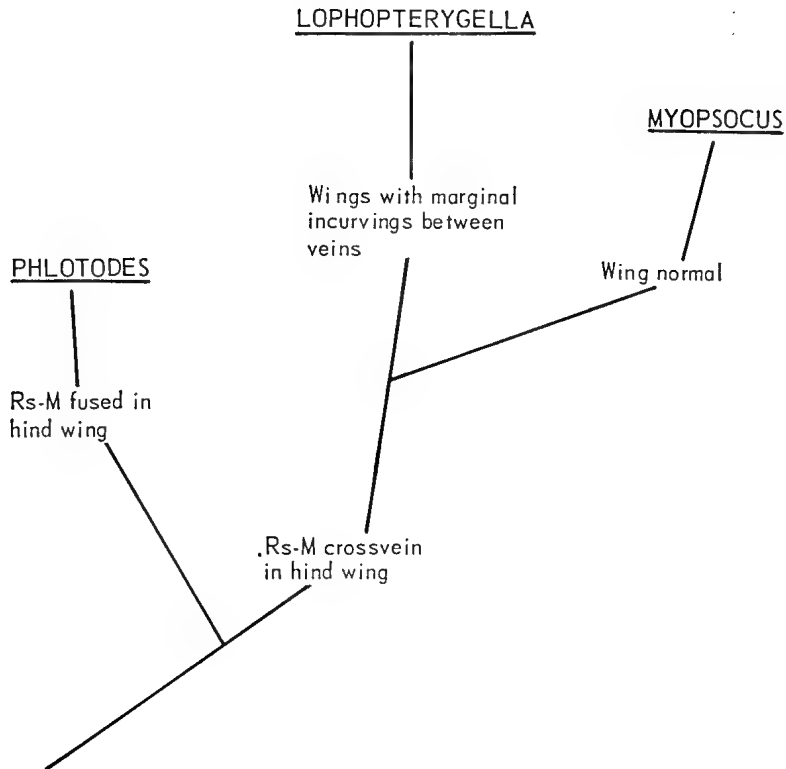 LOPHOPTERYGELLA
MYOPSOCUS
Wings with marginal
incurvings between
veins
PHLOTODES
Wing normal
Rs-M fused in
hind wing
.Rs-M crossvein
in hind wing